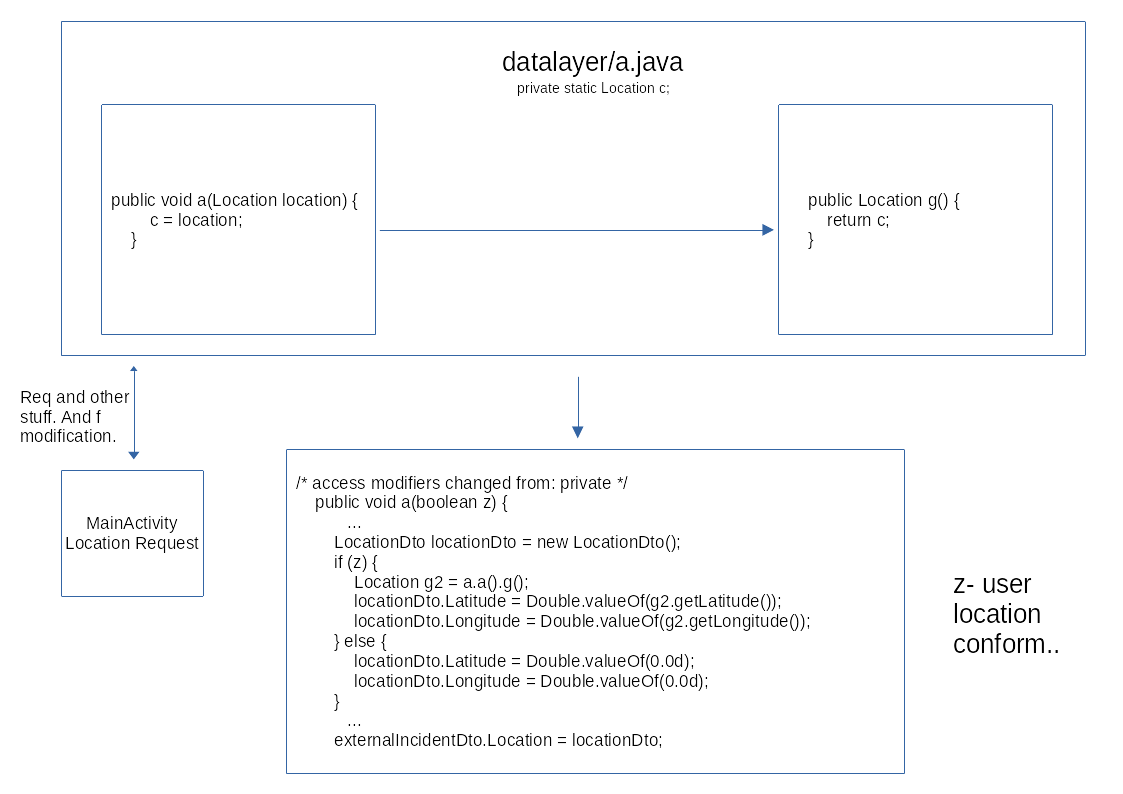 datalayer/a.java
private static Location c;
public void a(Location location) {
c = location;
}
public Location g() {
return c;
}
Req and other
stuff. And f
modification.
MainActivity
Location Request
/* access modifiers changed from: private */
public void a(boolean z) {
...
LocationDto locationDto = new LocationDto();
if (z) {
Location g2 = a.a().g();
locationDto.Latitude = Double.valueOf(g2.getLatitude());
locationDto.Longitude = Double.valueOf(g2.getLongitude());
} else {
locationDto.Latitude = Double.valueOf(0.0d);
locationDto.Longitude = Double.valueOf(0.0d);
}
...
externalIncidentDto.Location = locationDto;
z- user
location
conform..